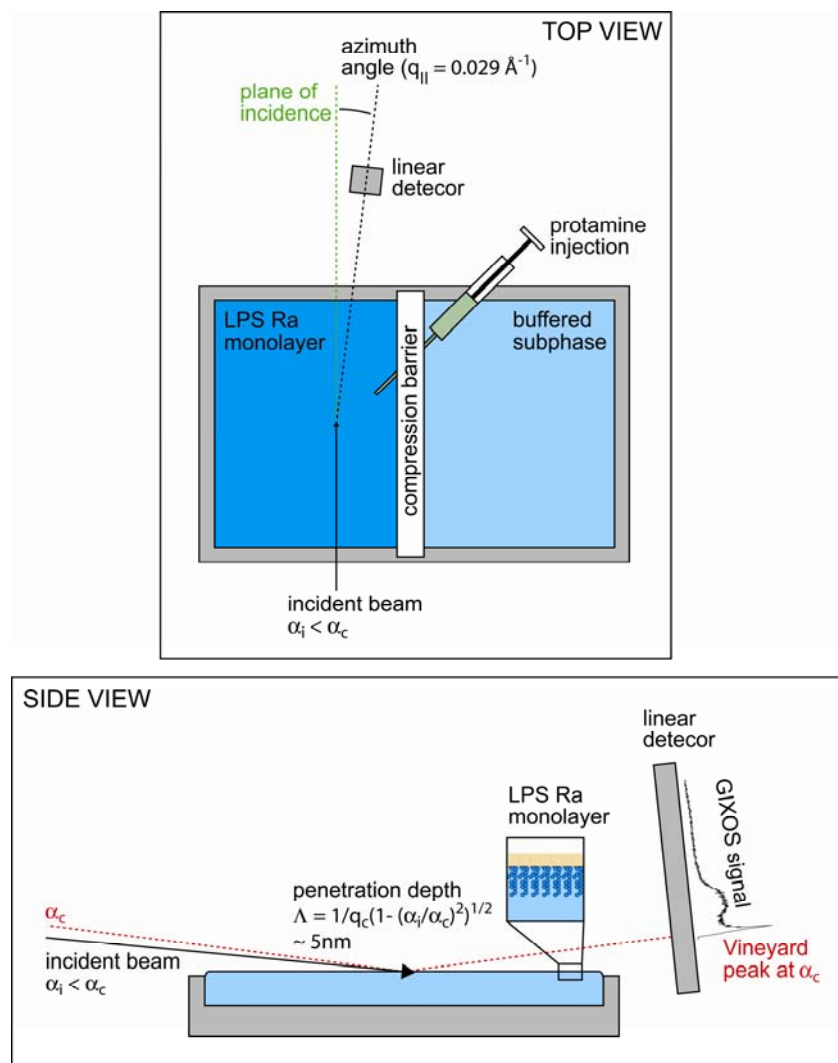 TOP VIEW
azimuth
angle (q|| = 0.029 Å-1)
plane of
incidence
linear
detecor
protamine
injection
LPS Ra
monolayer
buffered
subphase
compression barrier
incident beam
αi < αc
SIDE VIEW
linear
detecor
GIXOS signal
LPS Ra
monolayer
penetration depth
Λ = 1/qc(1- (αi/αc)2)1/2
~ 5nm
αc
incident beam
αi < αc
Vineyard
peak at αc